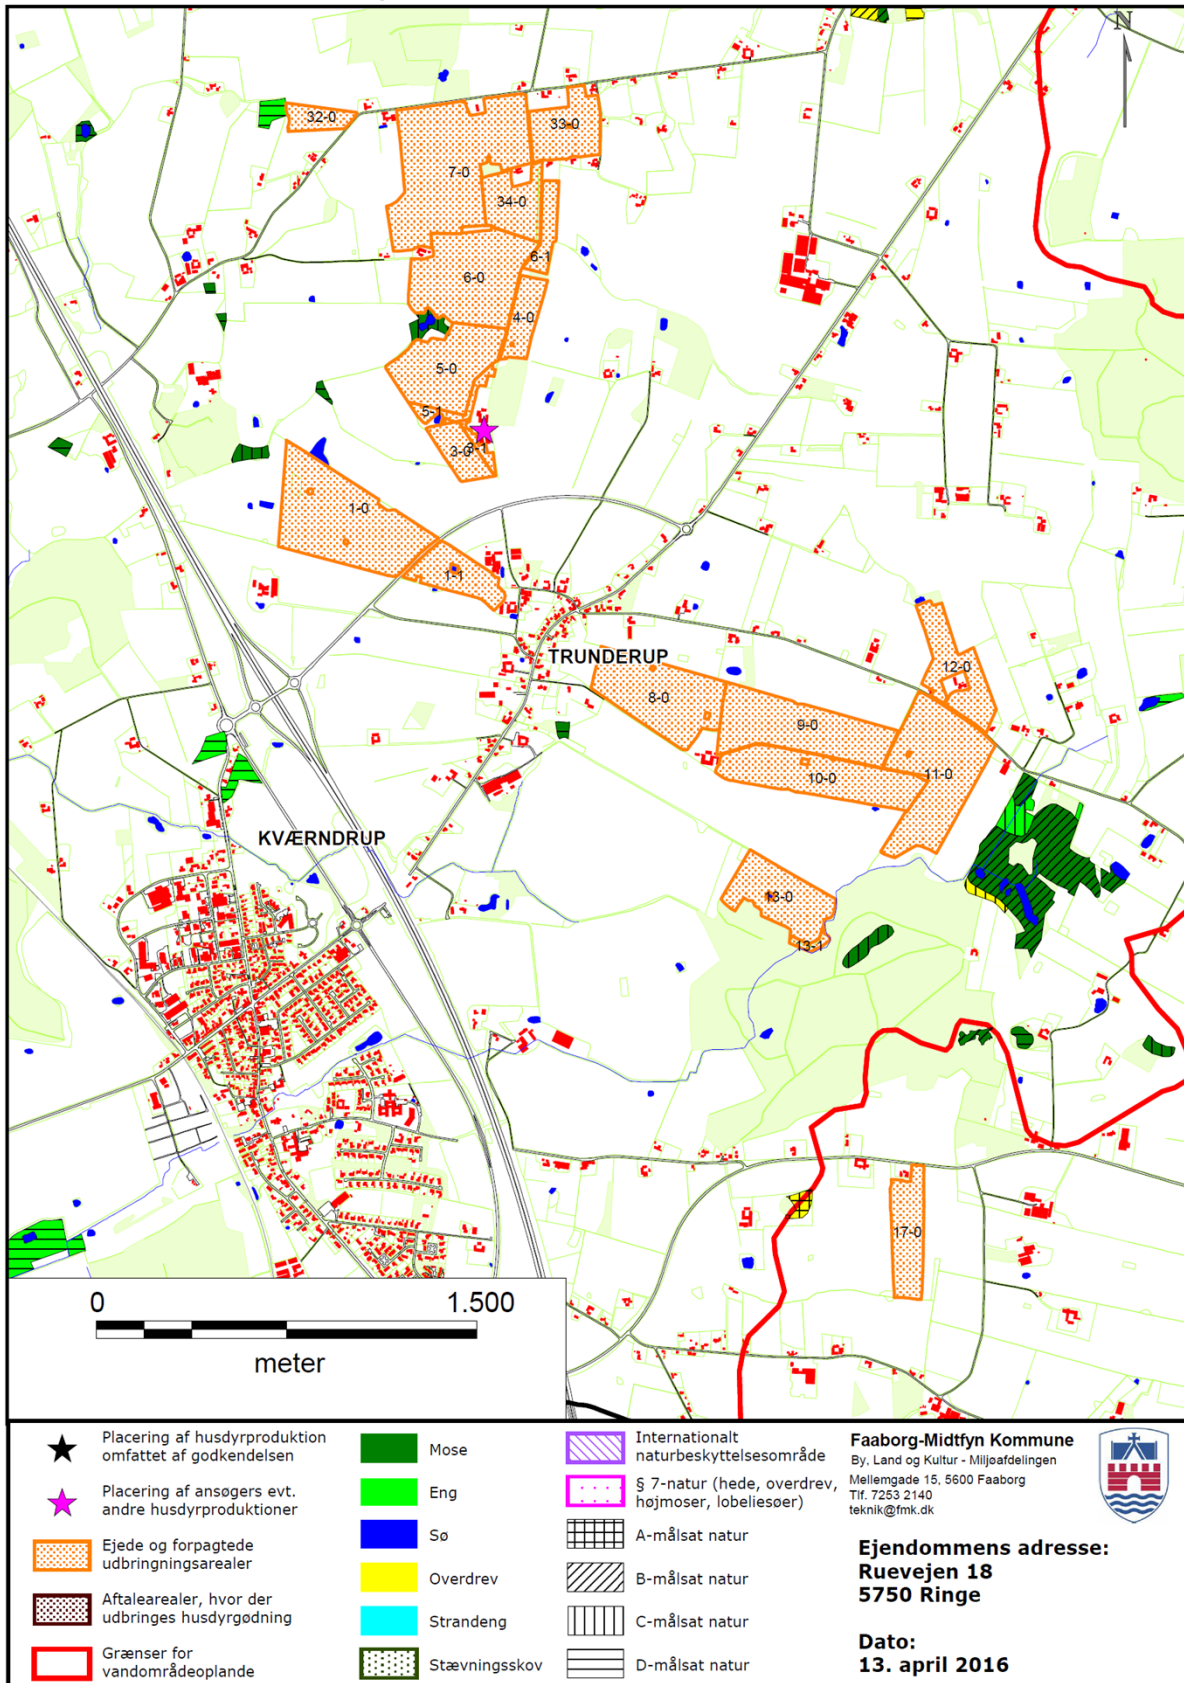 N
32-0
33-0
7-0
34-0
6-1
6-0
4-0
5-0
5-1
3-0
3-1
1-0
1-1
TRUNDERUP
12-0
8-0
9-0
11-0
10-0
KVÆRNDRUP
13-0
13-1
17-0
0 1.500
meter
Placering af husdyrproduktion
omfattet af godkendelsen
Placering af ansøgers evt.
andre husdyrproduktioner
Ejede og forpagtede
udbringningsarealer
Aftalearealer, hvor der
udbringes husdyrgødning
Grænser for
vandområdeoplande
Mose
Eng
Sø
Overdrev
Strandeng
Stævningsskov
Internationalt
naturbeskyttelsesområde
§ 7-natur (hede, overdrev,
højmoser, lobeliesøer)
A-målsat natur
B-målsat natur
C-målsat natur
D-målsat natur
Faaborg-Midtfyn Kommune
By, Land og Kultur - Miljøafdelingen
Mellemgade 15, 5600 Faaborg
Tlf. 7253 2140
teknik@fmk.dk
Ejendommens adresse:
Ruevejen 18
5750 Ringe
Dato:
13. april 2016